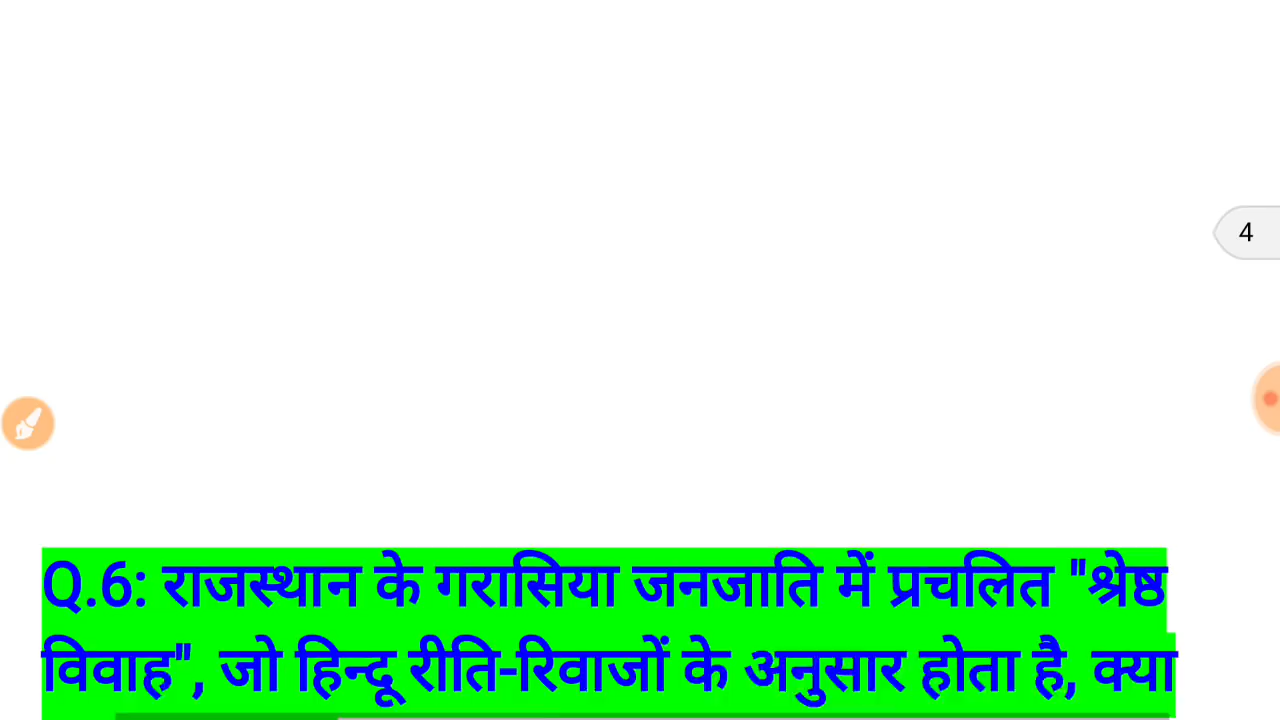 4
Q.6: राजस्थान के गरासिया जनजाति में प्रचलित "श्रेष्ठ
विवाह", जो हिन्दू रीति-रिवाजों के अनुसार होता है, क्या